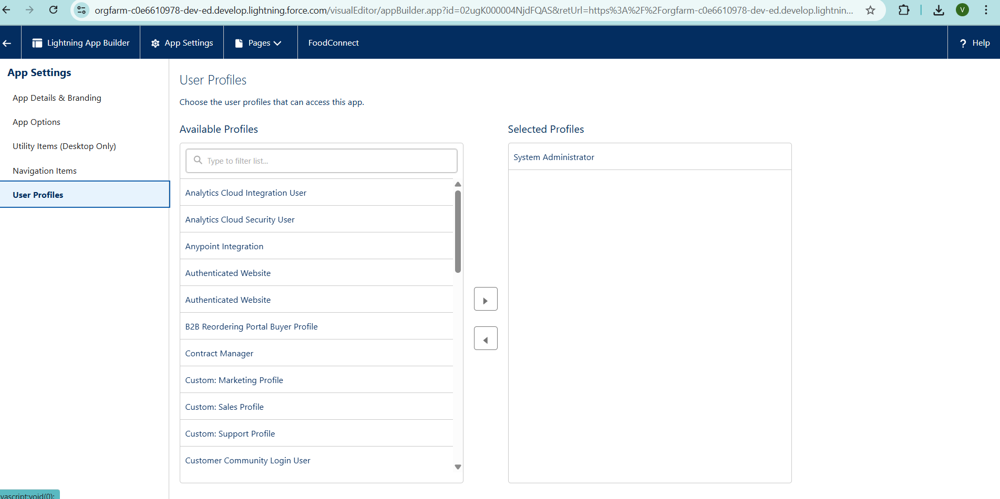 orgfarm-c0e6610978-dev-ed.develop.lightning.force.com/visualEditor/appBuilder.app?id=02ugK000004NjdFQAS&retUrl=https%3A%2F%2Forgfarm-c0e6610978-dev-ed.develop.lightnin...
V
Lightning App Builder
App Settings
Pages
FoodConnect
? Help
App Settings
App Details & Branding
App Options
Utility Items (Desktop Only)
Navigation Items
User Profiles
User Profiles
Choose the user profiles that can access this app.
Available Profiles
Type to filter list...
Analytics Cloud Integration User
Analytics Cloud Security User
Anypoint Integration
Authenticated Website
Authenticated Website
B2B Reordering Portal Buyer Profile
Contract Manager
Custom: Marketing Profile
Custom: Sales Profile
Custom: Support Profile
Customer Community Login User
Selected Profiles
System Administrator
vascript:void(0);